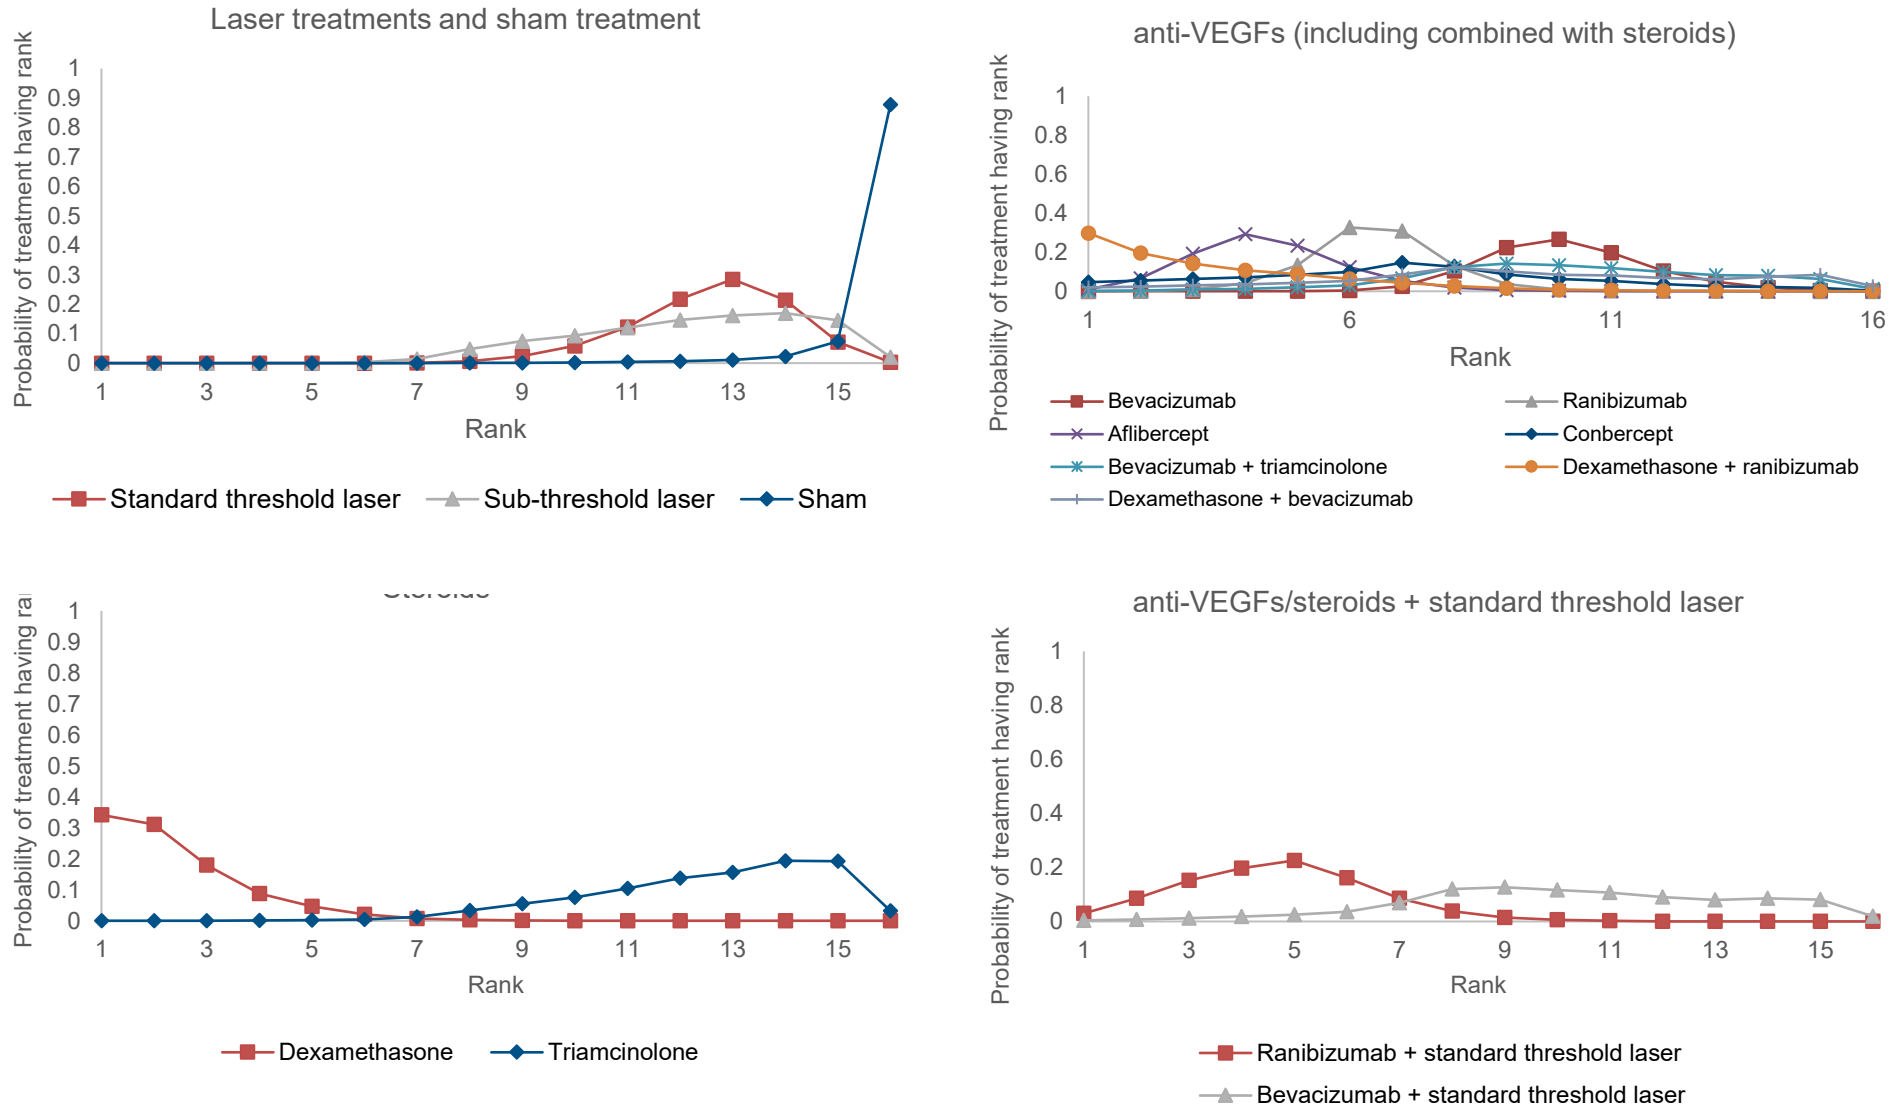 Laser treatments and sham treatment
Probability of treatment having rank
1
0.9
0.8
0.7
0.6
0.5
0.4
0.3
0.2
0.1
0
1 3 5 7 9 11 13 15
Rank
Standard threshold laser Sub-threshold laser Sham
anti-VEGFs (including combined with steroids)
Probability of treatment having rank
1
0.8
0.6
0.4
0.2
0
1 6 11 16
Rank
Bevacizumab Ranibizumab
Aflibercept Conbercept
Bevacizumab + triamcinolone Dexamethasone + ranibizumab
Dexamethasone + bevacizumab
Steroids
Probability of treatment having ra
1
0.9
0.8
0.7
0.6
0.5
0.4
0.3
0.2
0.1
0
1 3 5 7 9 11 13 15
Rank
Dexamethasone Triamcinolone
anti-VEGFs/steroids + standard threshold laser
Probability of treatment having rank
1
0.8
0.6
0.4
0.2
0
1 3 5 7 9 11 13 15
Rank
Ranibizumab + standard threshold laser
Bevacizumab + standard threshold laser